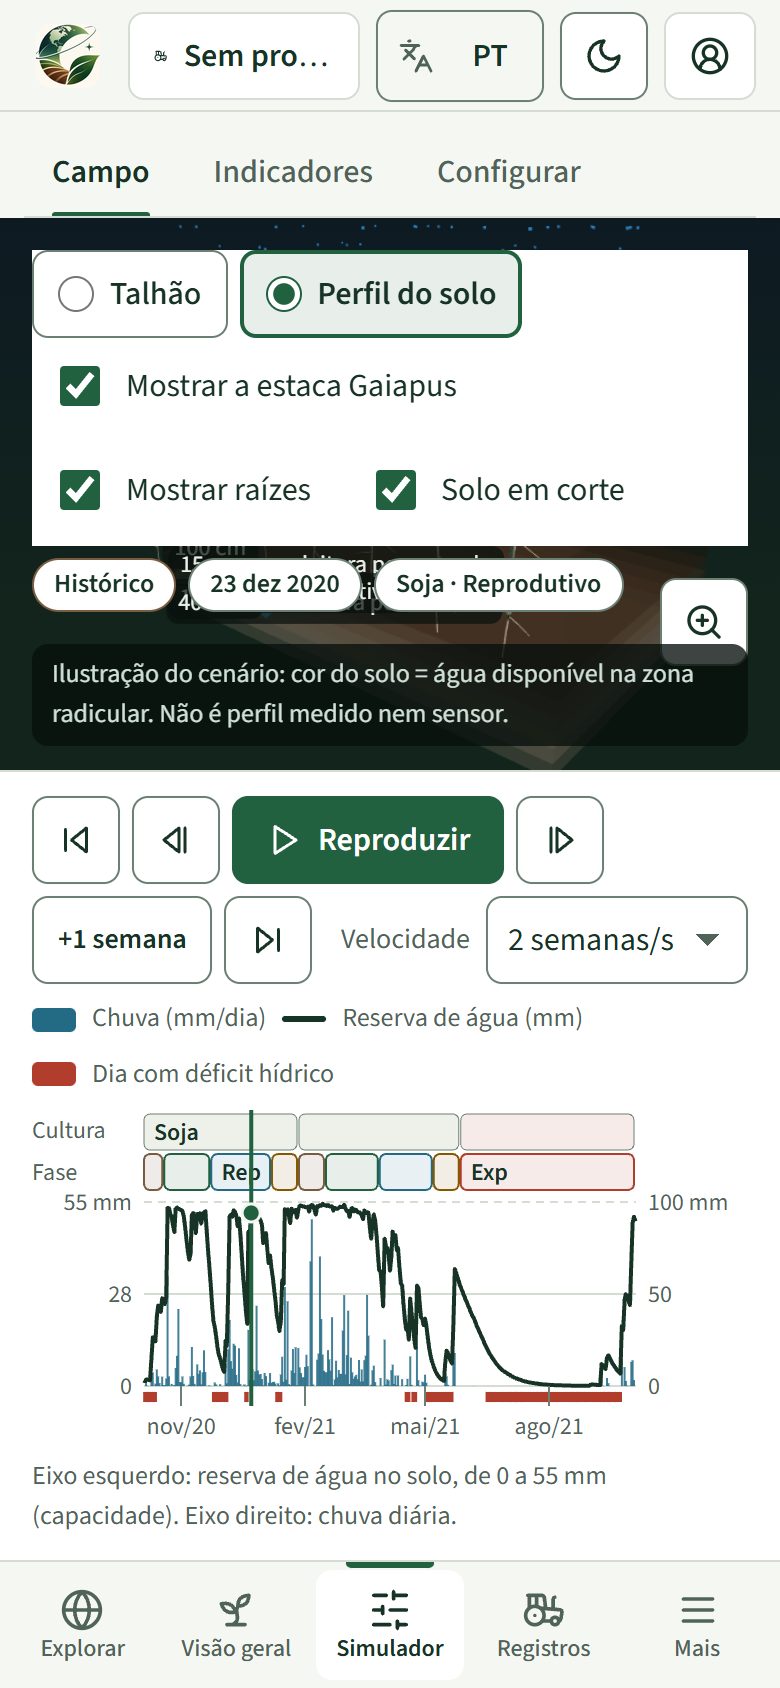 Sem pro...
PT
Campo
Indicadores
Configurar
Talhão
Perfil do solo
Mostrar a estaca Gaiapus
Mostrar raízes
Solo em corte
100 cm
Histórico
23 dez 2020
Soja · Reprodutivo
Ilustração do cenário: cor do solo = água disponível na zona
radicular. Não é perfil medido nem sensor.
Reproduzir
+1 semana
Velocidade
2 semanas/s
Chuva (mm/dia)
Reserva de água (mm)
Dia com déficit hídrico
Cultura
Soja
Fase
Rep
Exp
55 mm
100 mm
28
50
0
0
nov/20
fev/21
mai/21
ago/21
Eixo esquerdo: reserva de água no solo, de 0 a 55 mm
(capacidade). Eixo direito: chuva diária.
Explorar
Visão geral
Simulador
Registros
Mais